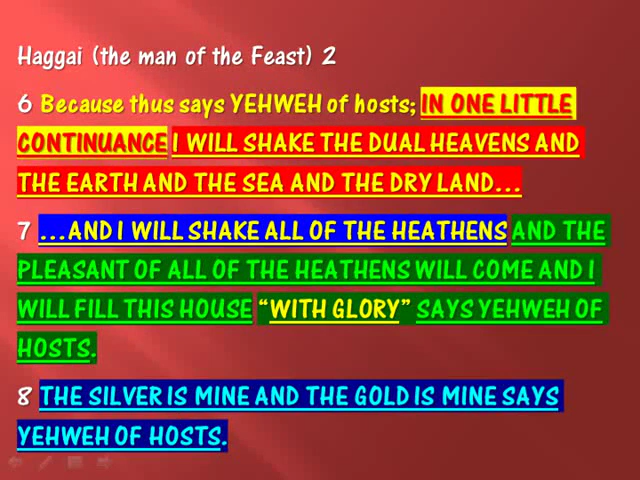 Haggai (the man of the Feast) 2
6 Because thus says YEHWEH of hosts; IN ONE LITTLE
CONTINUANCE I WILL SHAKE THE DUAL HEAVENS AND
THE EARTH AND THE SEA AND THE DRY LAND...
7 ...AND I WILL SHAKE ALL OF THE HEATHENS AND THE
PLEASANT OF ALL OF THE HEATHENS WILL COME AND I
WILL FILL THIS HOUSE “WITH GLORY” SAYS YEHWEH OF
HOSTS.
8 THE SILVER IS MINE AND THE GOLD IS MINE SAYS
YEHWEH OF HOSTS.